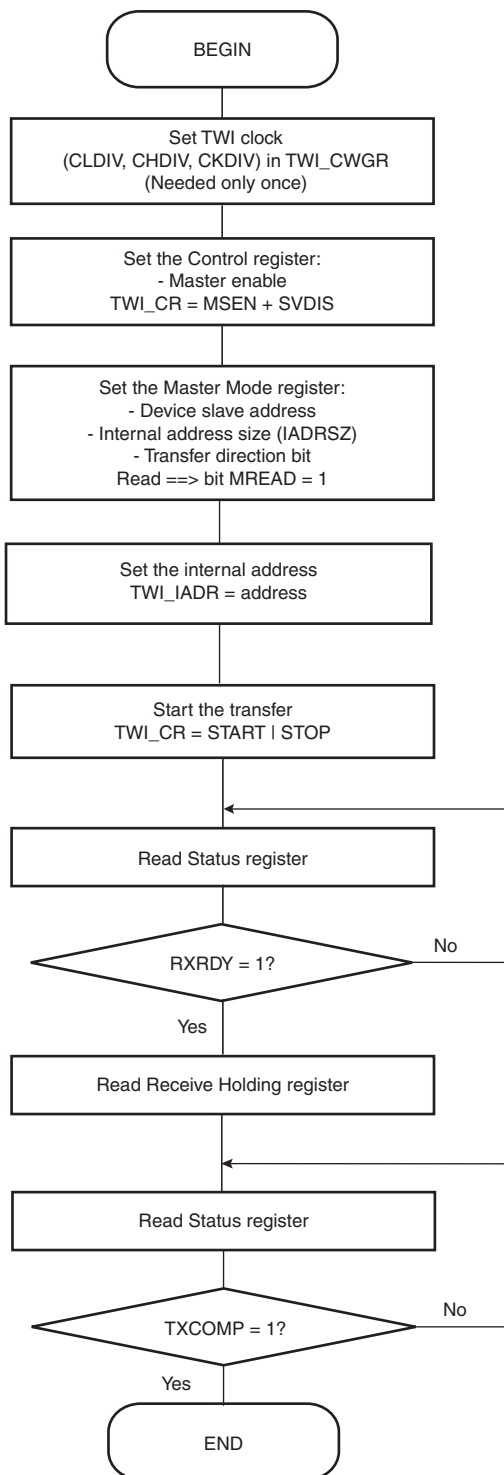 BEGIN
Set TWI clock
(CLDIV, CHDIV, CKDIV) in TWI_CWGR
(Needed only once)
Set the Control register:
- Master enable
TWI_CR = MSEN + SVDIS
Set the Master Mode register:
- Device slave address
- Internal address size (IADRSZ)
- Transfer direction bit
Read ==> bit MREAD = 1
Set the internal address
TWI_IADR = address
Start the transfer
TWI_CR = START | STOP
Read Status register
RXRDY = 1?
No
Yes
Read Receive Holding register
Read Status register
TXCOMP = 1?
No
Yes
END